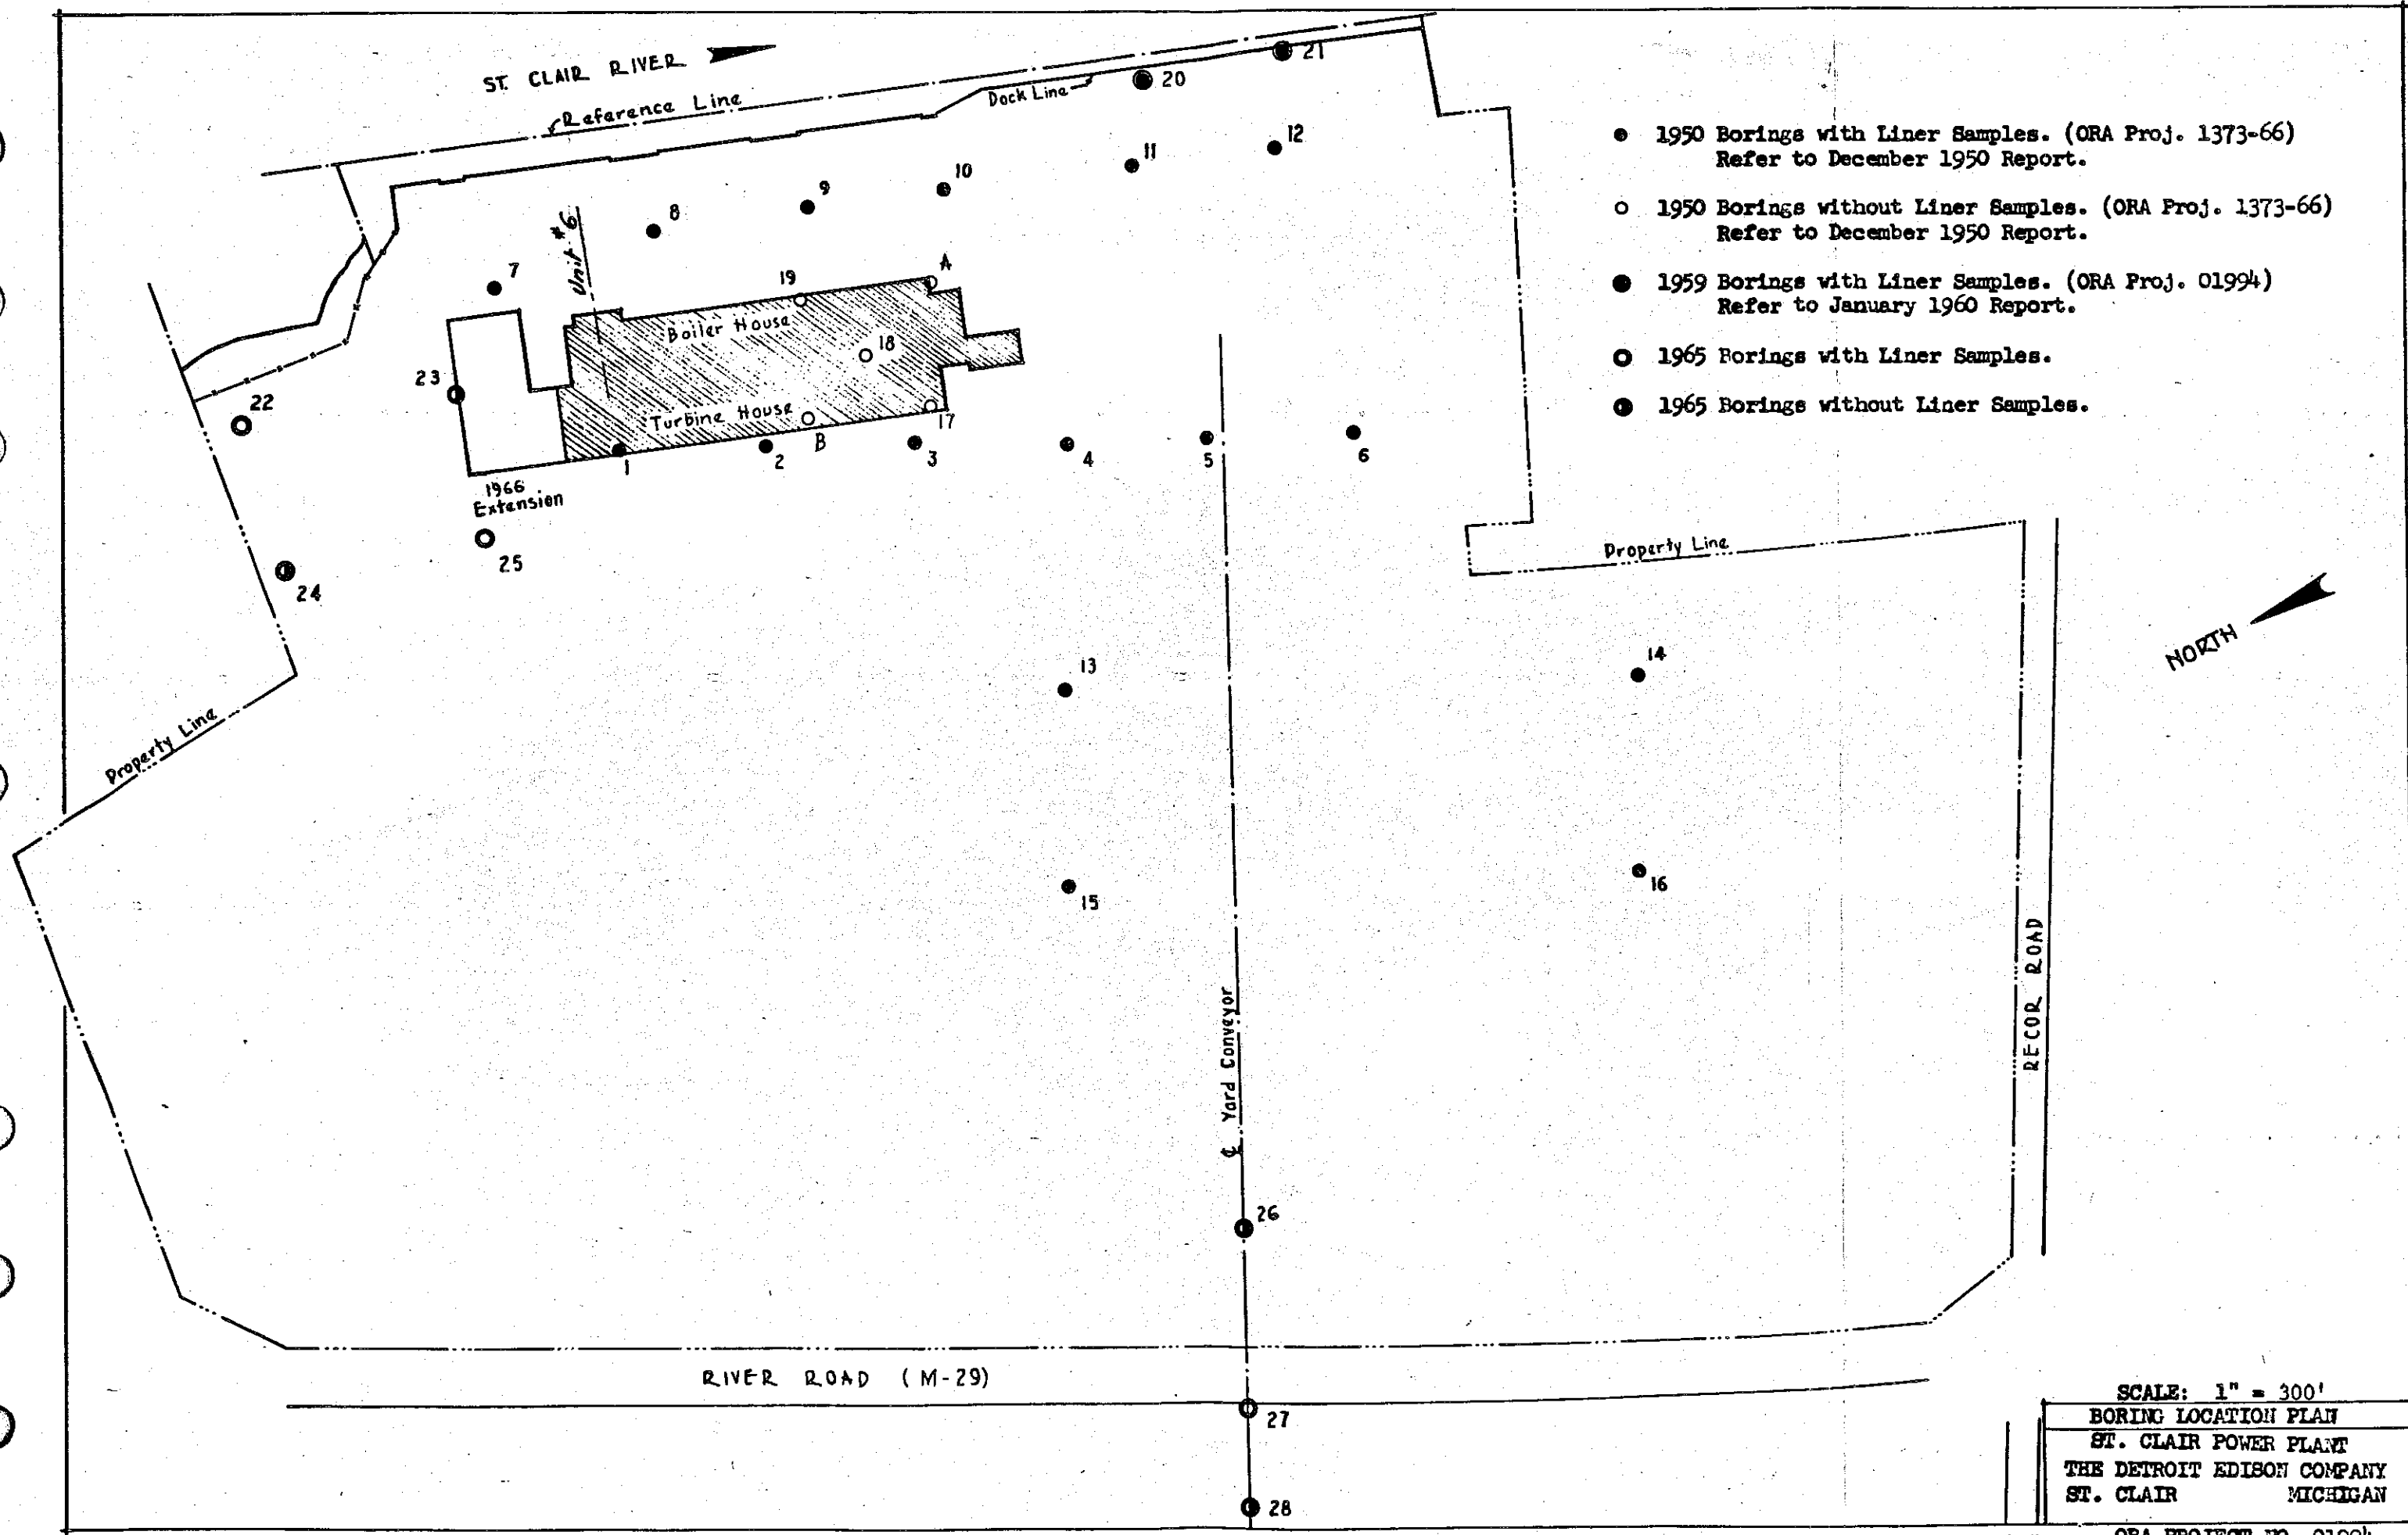 ST. CLAIR RIVER
Reference Line
Dock Line
21
20
12
11
10
9
8
7
● 1950 Borings with Liner Samples. (ORA Proj. 1373-66)
Refer to December 1950 Report.
○ 1950 Borings without Liner Samples. (ORA Proj. 1373-66)
Refer to December 1950 Report.
● 1959 Borings with Liner Samples. (ORA Proj. 01994)
Refer to January 1960 Report.
1965 Borings with Liner Samples.
1965 Borings without Liner Samples.
Unit #6
A
19
Boiler House
18
Turbine House
B
17
23
22
1
2
3
4
5
6
1966
Extension
25
24
Property Line
NORTH
13
14
Property Line
15
16
RECOR ROAD
℄ Yard Conveyor
26
RIVER ROAD (M-29)
27
28
SCALE: 1" = 300'
BORING LOCATION PLAN
ST. CLAIR POWER PLANT
THE DETROIT EDISON COMPANY
ST. CLAIR MICHIGAN
ORA PROJECT NO. 01994